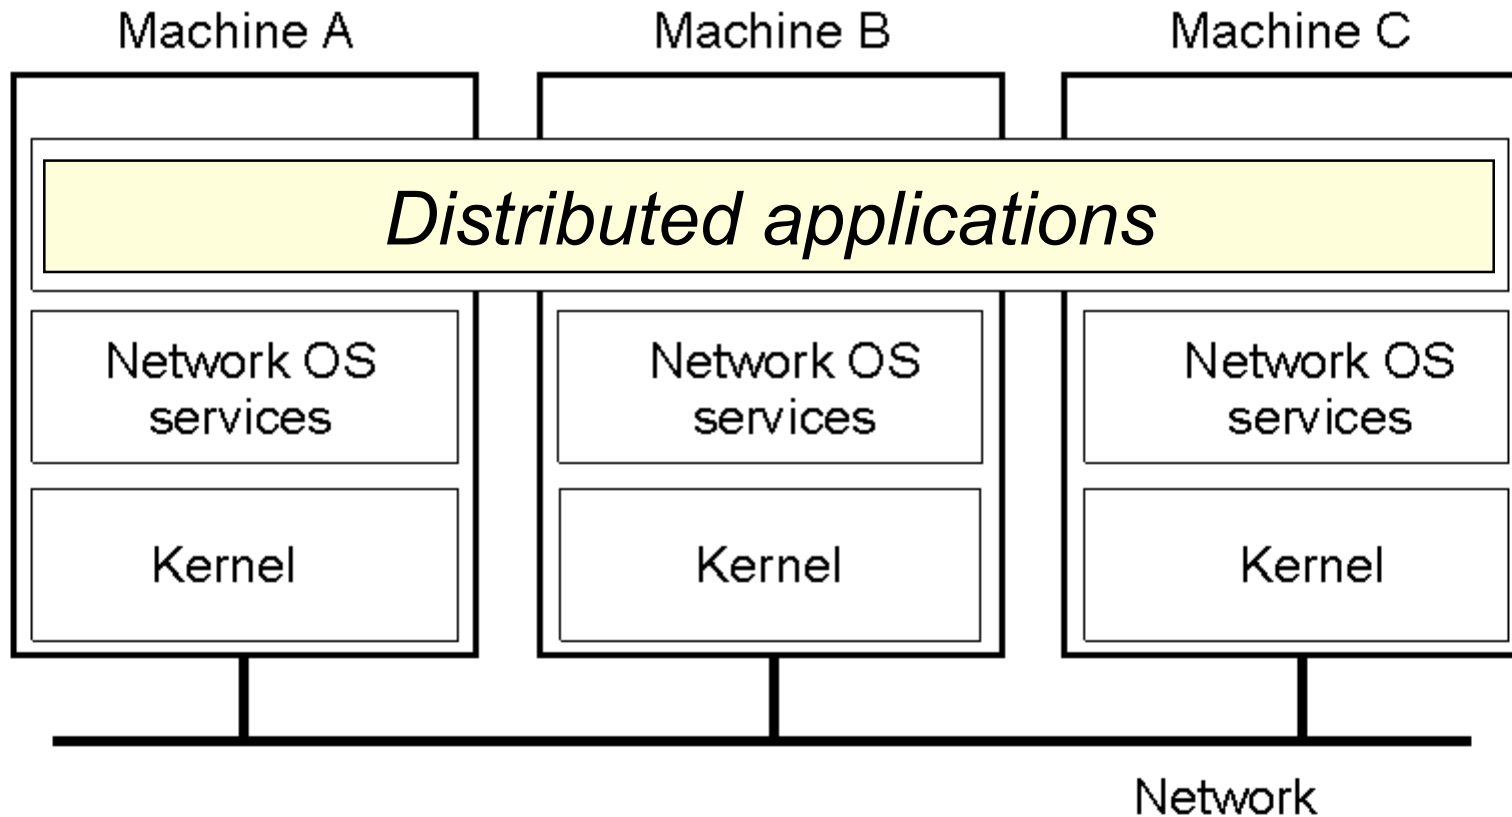 Machine A
Machine B
Machine C
Distributed applications
Network OS
services
Network OS
services
Network OS
services
Kernel
Kernel
Kernel
Network